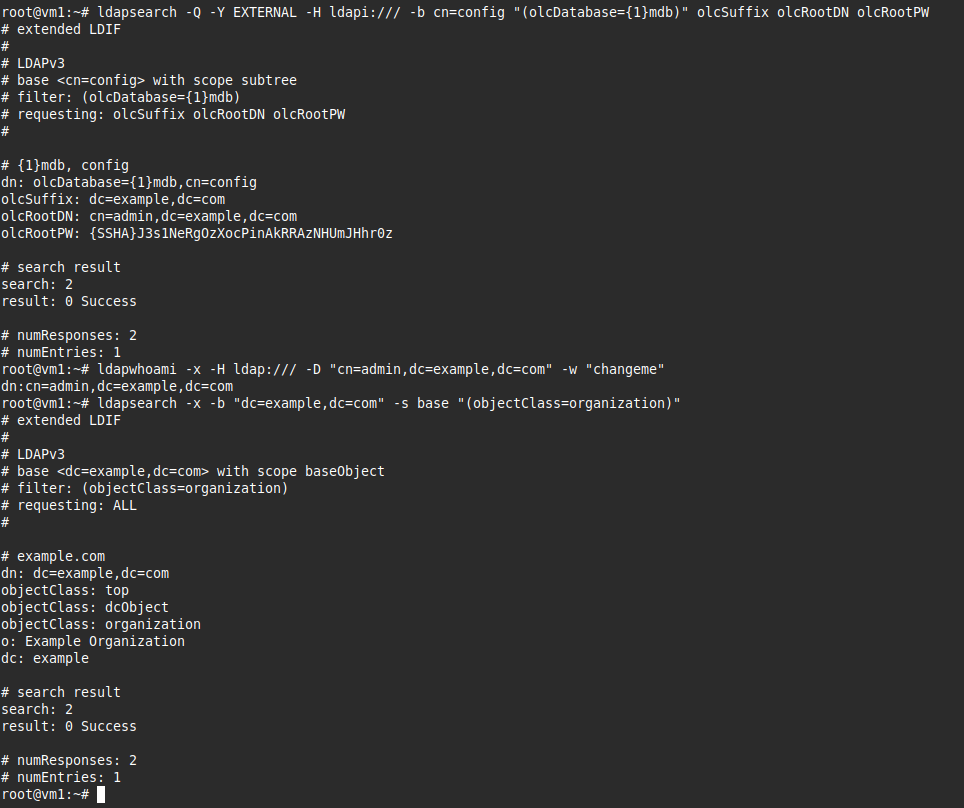 root@vm1:~# ldapsearch -Q -Y EXTERNAL -H ldapi:/// -b cn=config "(olcDatabase={1}mdb)" olcSuffix olcRootDN olcRootPW
# extended LDIF
#
# LDAPv3
# base <cn=config> with scope subtree
# filter: (olcDatabase={1}mdb)
# requesting: olcSuffix olcRootDN olcRootPW
#

# {1}mdb, config
dn: olcDatabase={1}mdb,cn=config
olcSuffix: dc=example,dc=com
olcRootDN: cn=admin,dc=example,dc=com
olcRootPW: {SSHA}J3s1NeRgOzXocPinAkRRAzNHUmJHhr0z

# search result
search: 2
result: 0 Success

# numResponses: 2
# numEntries: 1
root@vm1:~# ldapwhoami -x -H ldap:/// -D "cn=admin,dc=example,dc=com" -w "changeme"
dn:cn=admin,dc=example,dc=com
root@vm1:~# ldapsearch -x -b "dc=example,dc=com" -s base "(objectClass=organization)"
# extended LDIF
#
# LDAPv3
# base <dc=example,dc=com> with scope baseObject
# filter: (objectClass=organization)
# requesting: ALL
#

# example.com
dn: dc=example,dc=com
objectClass: top
objectClass: dcObject
objectClass: organization
o: Example Organization
dc: example

# search result
search: 2
result: 0 Success

# numResponses: 2
# numEntries: 1
root@vm1:~#